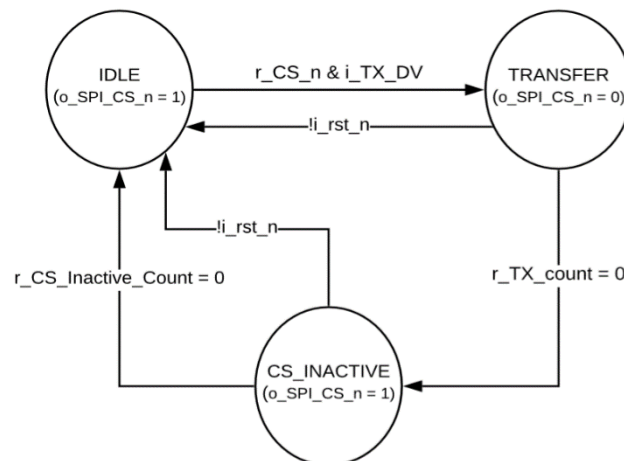 IDLE
(o_SPI_CS_n = 1)
r_CS_n & i_TX_DV
TRANSFER
(o_SPI_CS_n = 0)
!i_rst_n
!i_rst_n
r_CS_Inactive_Count = 0
r_TX_count = 0
CS_INACTIVE
(o_SPI_CS_n = 1)